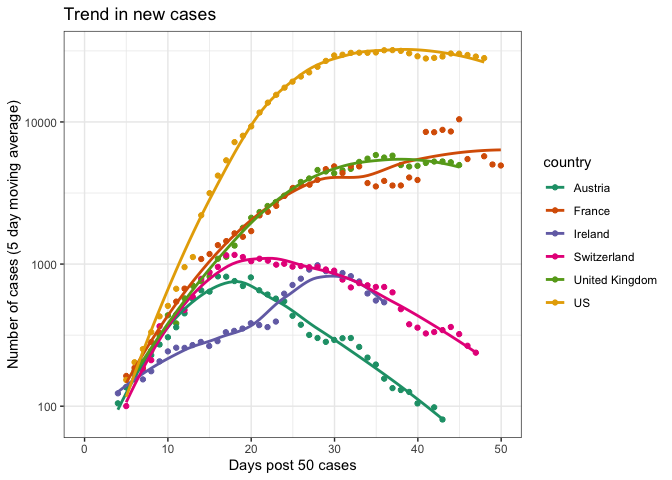 Trend in new cases
Number of cases (5 day moving average)
10000
1000
100
0
10
20
30
40
50
Days post 50 cases
country
Austria
France
Ireland
Switzerland
United Kingdom
US